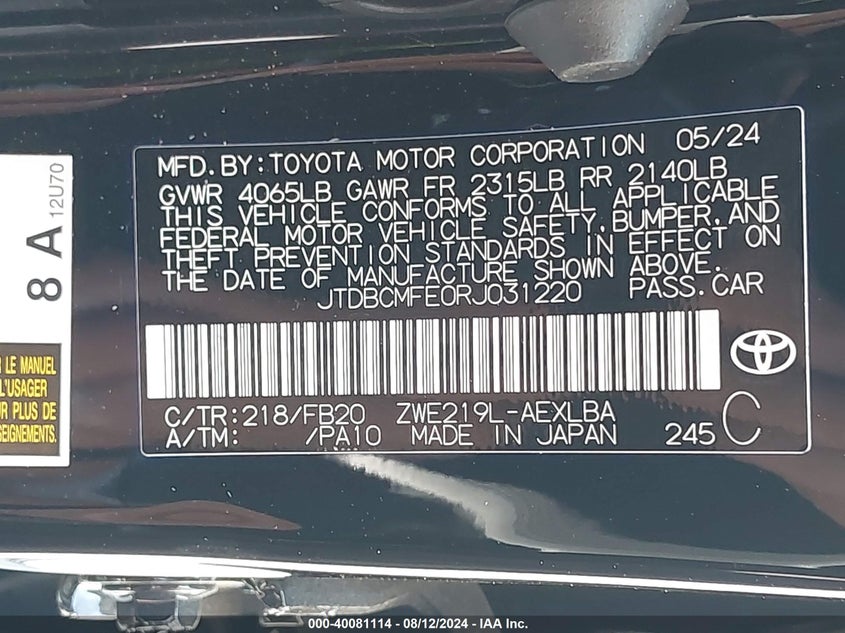 8 A
12U70
LE MANUEL
L'USAGER
PLUS DE
MFD. BY: TOYOTA MOTOR CORPORATION 05/24
GVWR 4065LB GAWR FR 2315LB RR 2140LB
THIS VEHICLE CONFORMS TO ALL APPLICABLE
FEDERAL MOTOR VEHICLE SAFETY, BUMPER, AND
THEFT PREVENTION STANDARDS IN EFFECT ON
THE DATE OF MANUFACTURE SHOWN ABOVE.
JTDBCMFE0RJ031220 PASS. CAR
C/TR: 218/FB20 ZWE219L-AEXLBA
A/TM: /PA10 MADE IN JAPAN 245 C
000-40081114 - 08/12/2024 - IAA Inc.